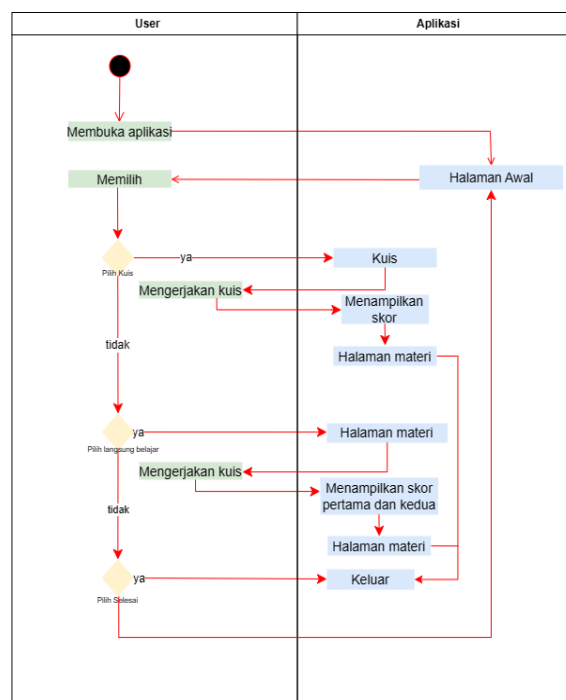 User
Aplikasi
Membuka aplikasi
Memilih
Halaman Awal
ya
Pilih Kuis
Kuis
Mengerjakan kuis
Menampilkan
skor
tidak
Halaman materi
ya
Pilih langsung belajar
Halaman materi
Mengerjakan kuis
Menampilkan skor
pertama dan kedua
tidak
Halaman materi
ya
Pilih Selesai
Keluar